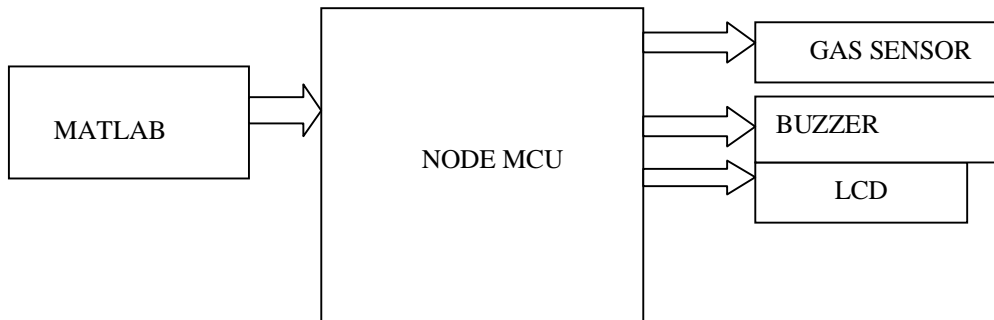 GAS SENSOR
MATLAB
BUZZER
NODE MCU
LCD